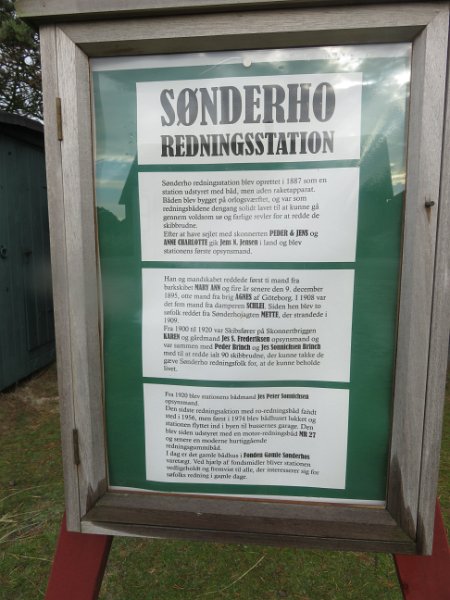 SØNDERHO
REDNINGSSTATION
Sønderho redningsstation blev oprettet i 1887 som en
station udstyret med båd, men uden raketapparat.
Båden blev bygget på orlogsværftet, og var som
redningsbådene dengang solidt lavet til at kunne gå
gennem voldsom sø og farlige revler for at redde de
skibbrudne.
Efter at have sejlet med skonnerten PEDER & JENS og
ANNE CHARLOTTE gik Jens N. Jensen i land og blev
stationens første opsynsmand.
Han og mandskabet reddede først ti mand fra
barkskibet MARY ANN og fire år senere den 9. december
1895, otte mand fra brig AGNES af Göteborg. I 1908 var
det fem mand fra damperen SCHLEI. Siden hen blev to
søfolk reddet fra Sønderhojagten METTE, der strandede i
1909.
Fra 1900 til 1920 var Skibsfører på Skonnertbriggen
KAREN og gårdmand Jes S. Frederiksen opsynsmand og
var sammen med Peder Brinch og Jes Sonnichsen Brinch
med til at redde ialt 90 skibbrudne, der kunne takke de
gæve Sønderho redningsfolk for, at de kunne beholde
livet.
Fra 1920 blev stationens bådmand Jes Peter Sonnichsen
opsynsmand.
Den sidste redningsaktion med ro-redningsbåd fandt
sted i 1956, men først i 1974 blev bådhuset lukket og
stationen flyttet ind i byen til bussernes garage. Den
blev siden udstyret med en motor-redningsbåd MR 27
og senere en moderne hurtiggående
redningsgummibåd.
I dag er det gamle bådhus i Fonden Gamle Sønderhos
varetægt. Ved hjælp af fondsmidler bliver stationen
vedligeholdt og fremvist til alle, der interesserer sig for
søfolks redning i gamle dage.